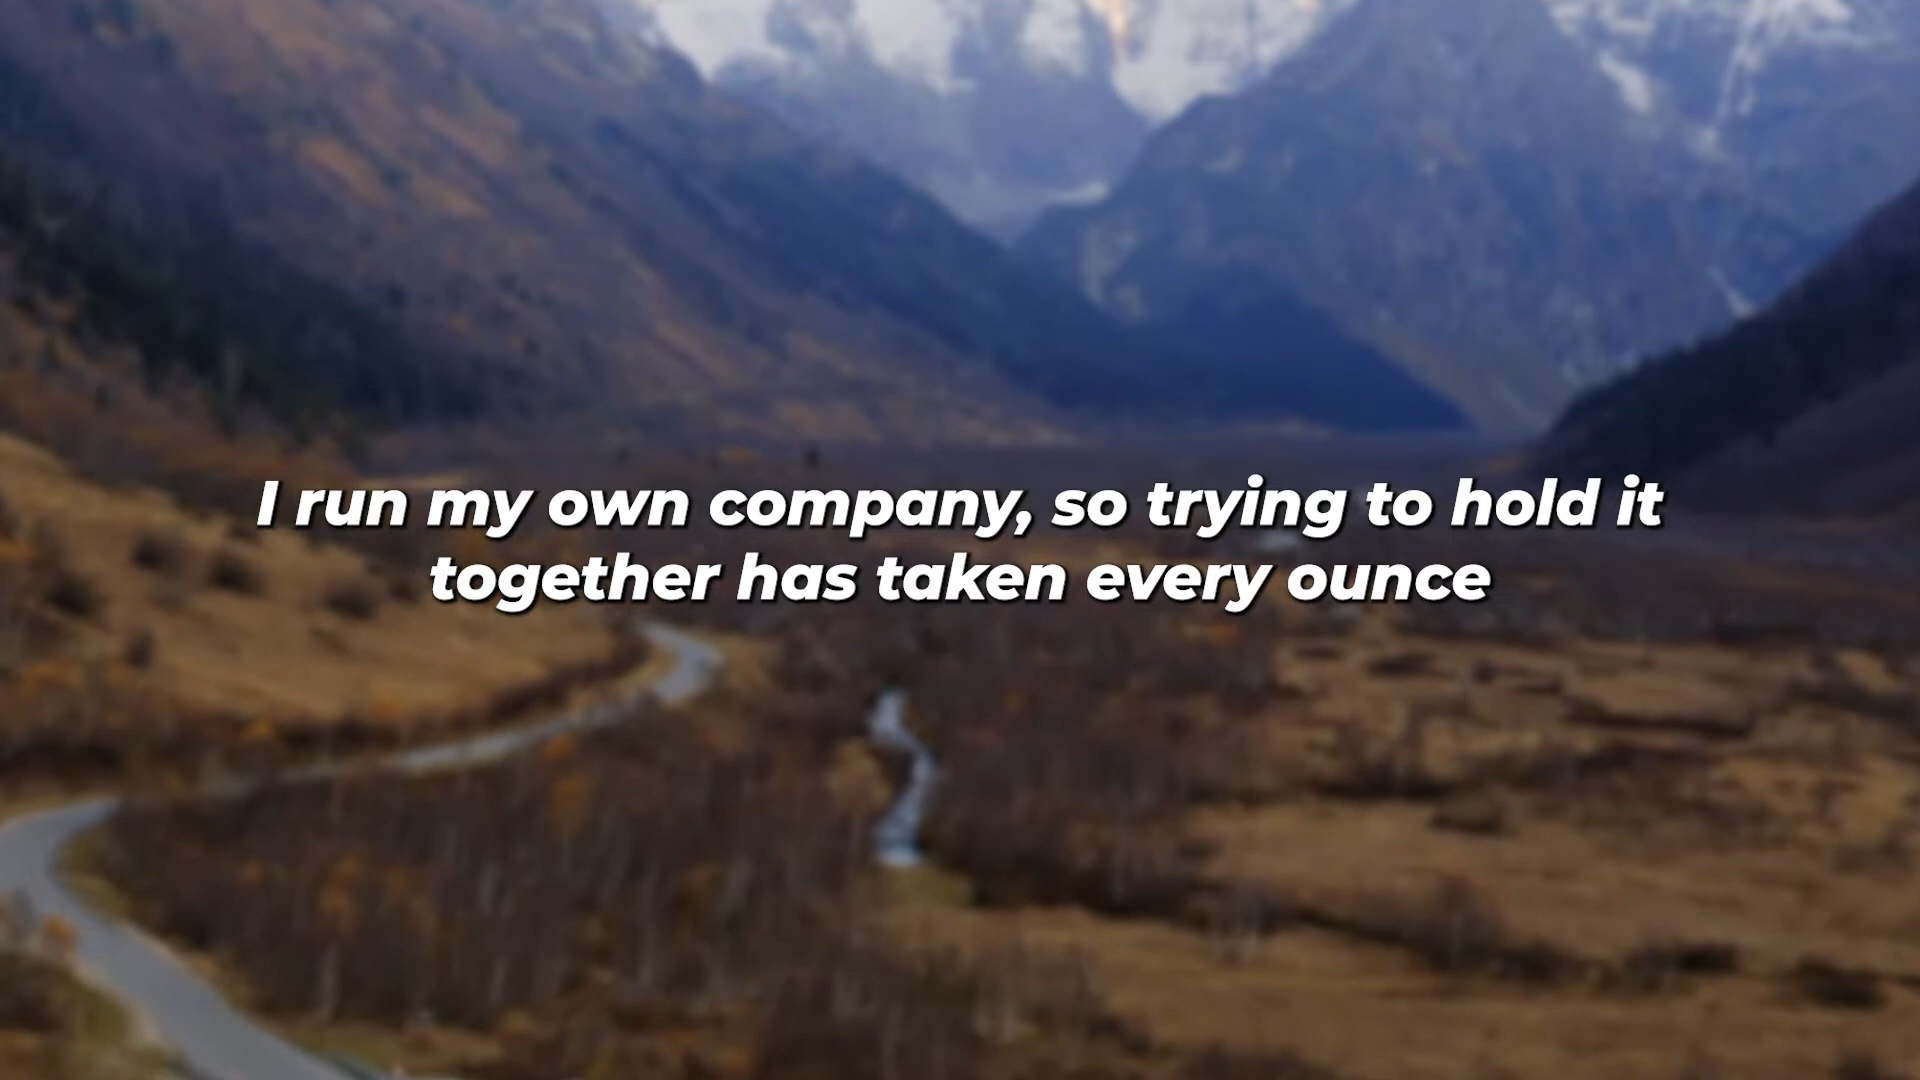 I run my own company, so trying to hold it
together has taken every ounce